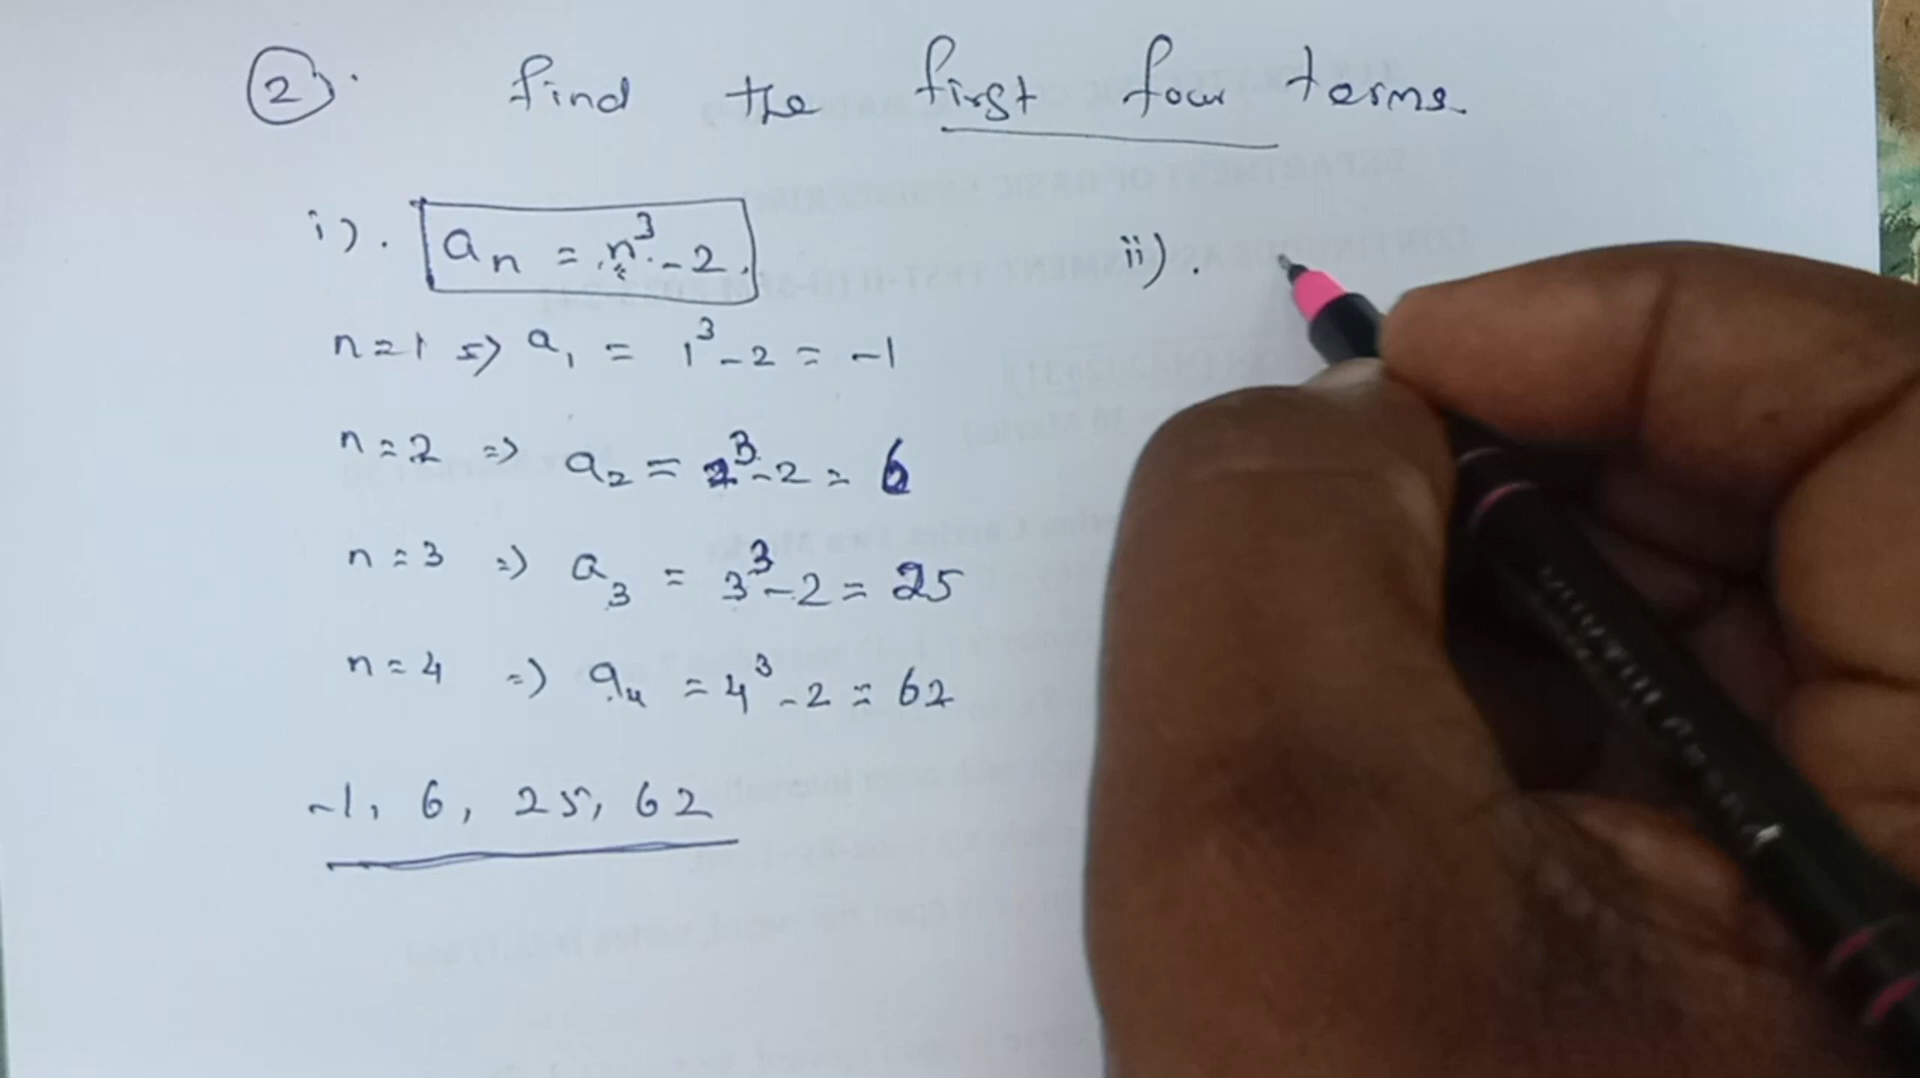 2). Find the first four terms.
i). aₙ = n³ - 2. ii).
n=1 => a₁ = 1³ - 2 = -1
n=2 => a₂ = 2³ - 2 = 6
n=3 => a₃ = 3³ - 2 = 25
n=4 => a₄ = 4³ - 2 = 62
-1, 6, 25, 62